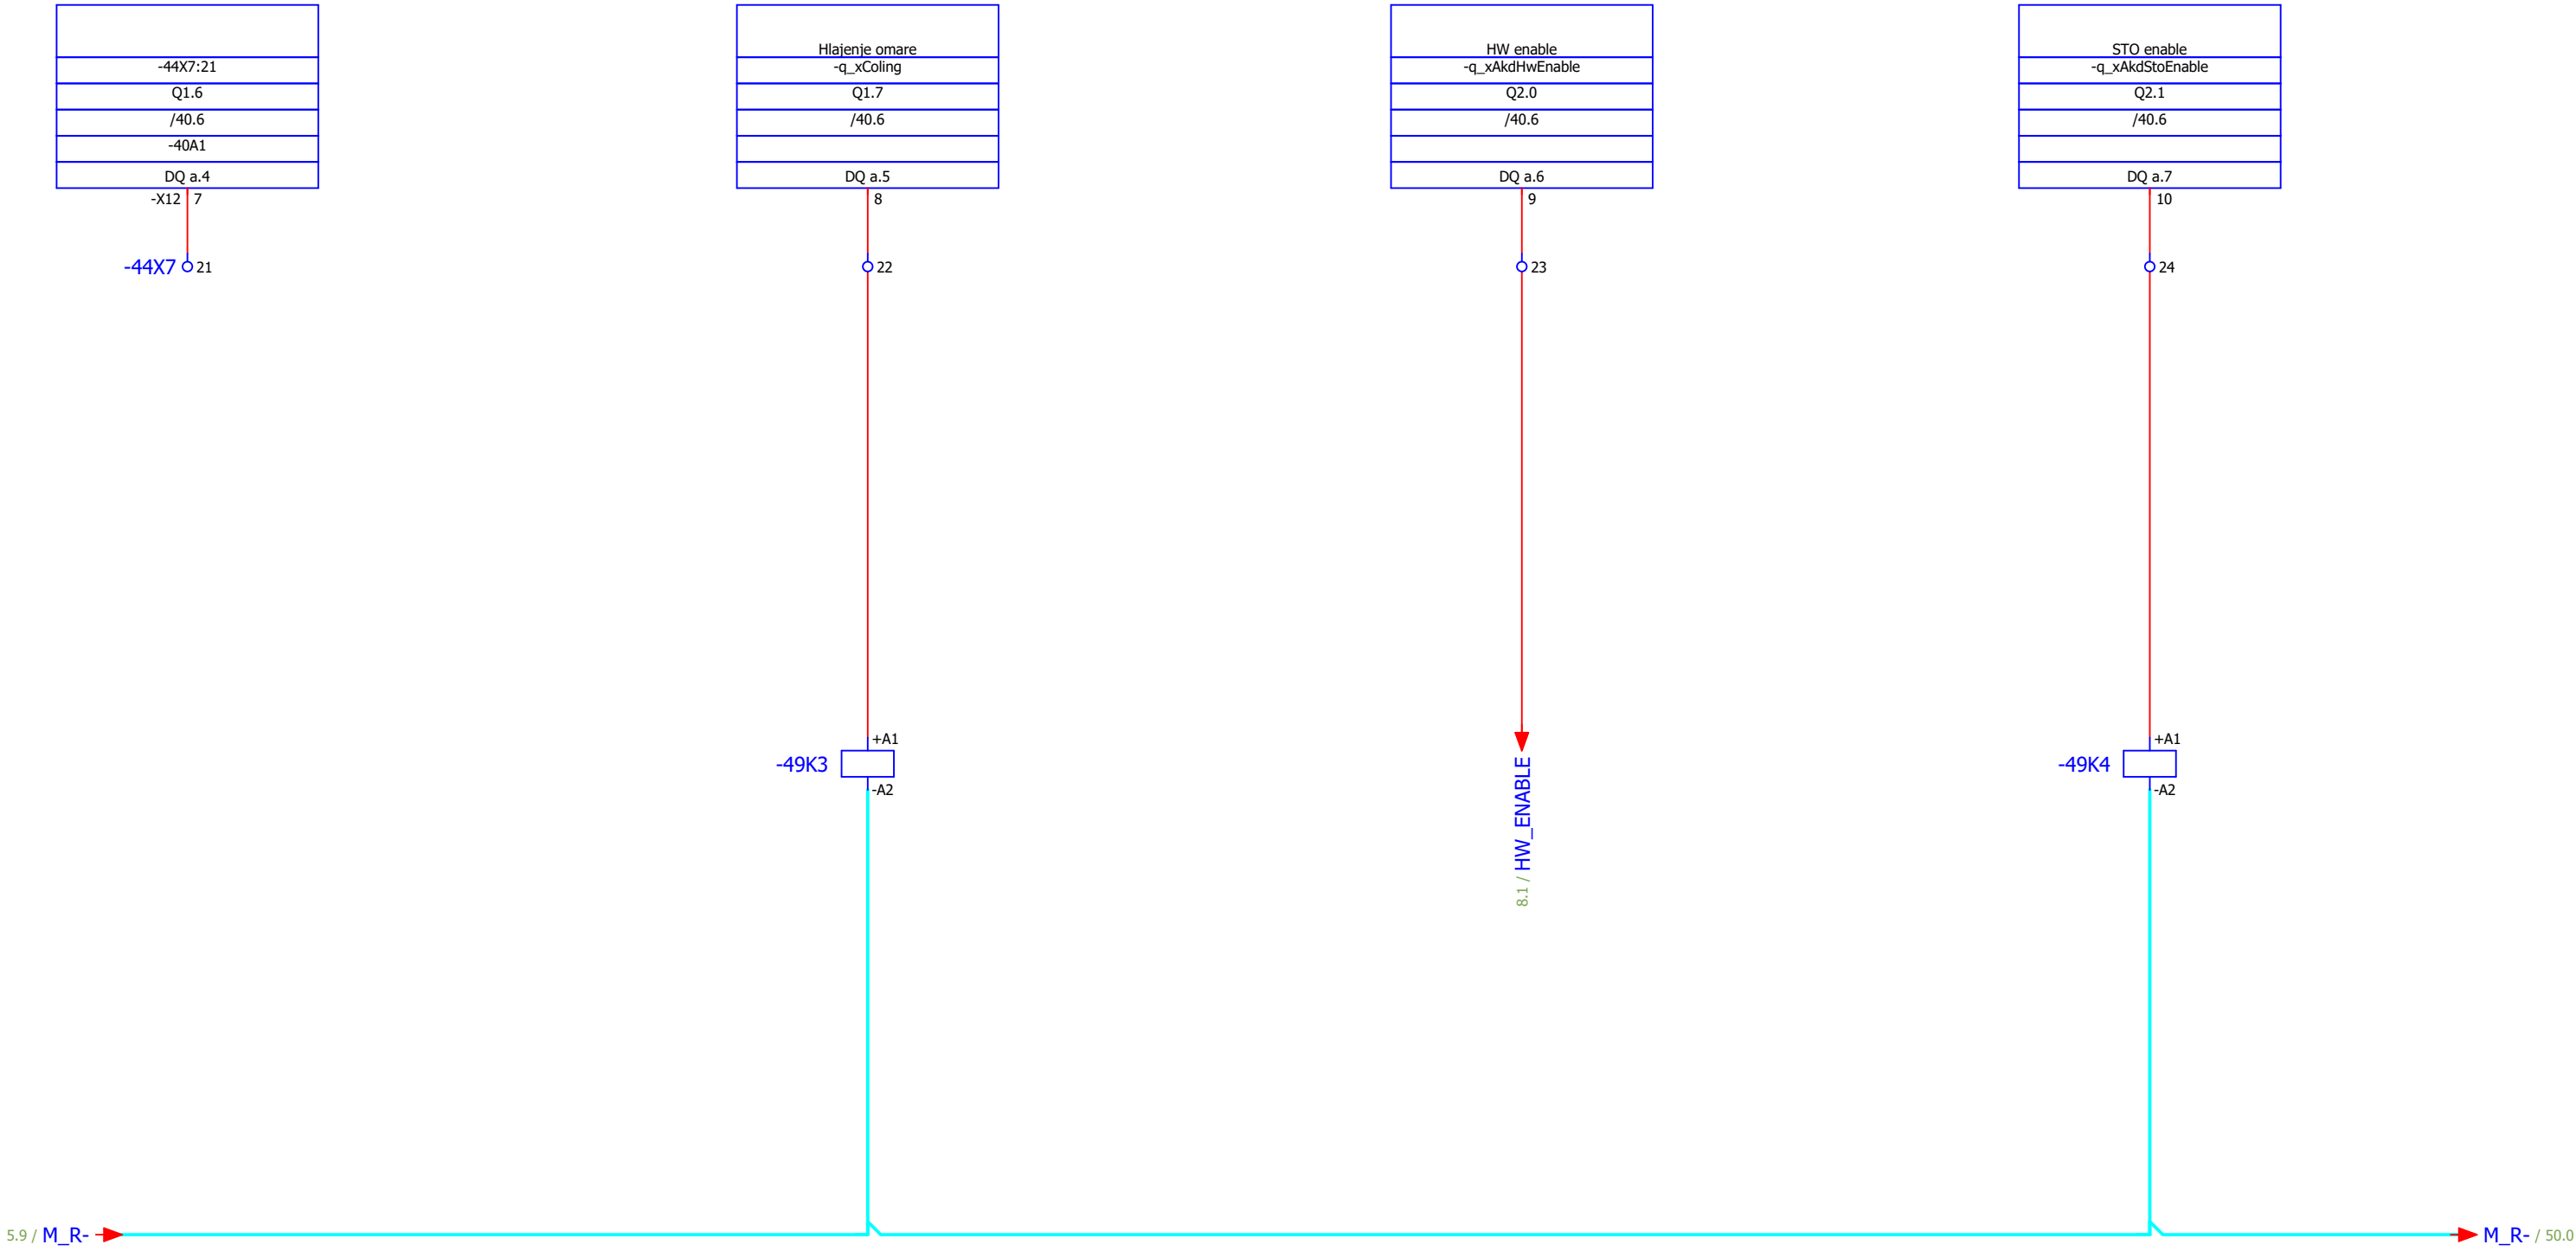 -44X7:21
Q1.6
/40.6
-40A1
DQ a.4
-X12 7
-44X7 21
Hlajenje omare
-q_xColing
Q1.7
/40.6
DQ a.5
8
22
+A1
-49K3
-A2
HW enable
-q_xAkdHwEnable
Q2.0
/40.6
DQ a.6
9
23
8.1 / HW_ENABLE
STO enable
-q_xAkdStoEnable
Q2.1
/40.6
DQ a.7
10
24
+A1
-49K4
-A2
5.9 / M_R-
M_R- / 50.0